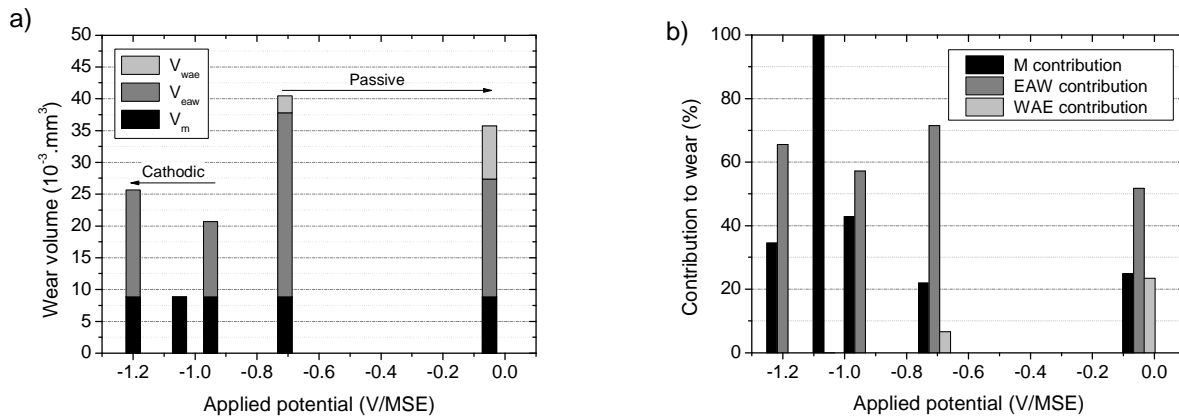 a)
50
45
40
35
30
25
20
15
10
5
0
Wear volume (10⁻³.mm³)
V_wae
V_eaw
V_m
Passive
Cathodic
-1.2 -1.0 -0.8 -0.6 -0.4 -0.2 0.0
Applied potential (V/MSE)
b)
100
80
60
40
20
0
Contribution to wear (%)
M contribution
EAW contribution
WAE contribution
-1.2 -1.0 -0.8 -0.6 -0.4 -0.2 0.0
Applied potential (V/MSE)